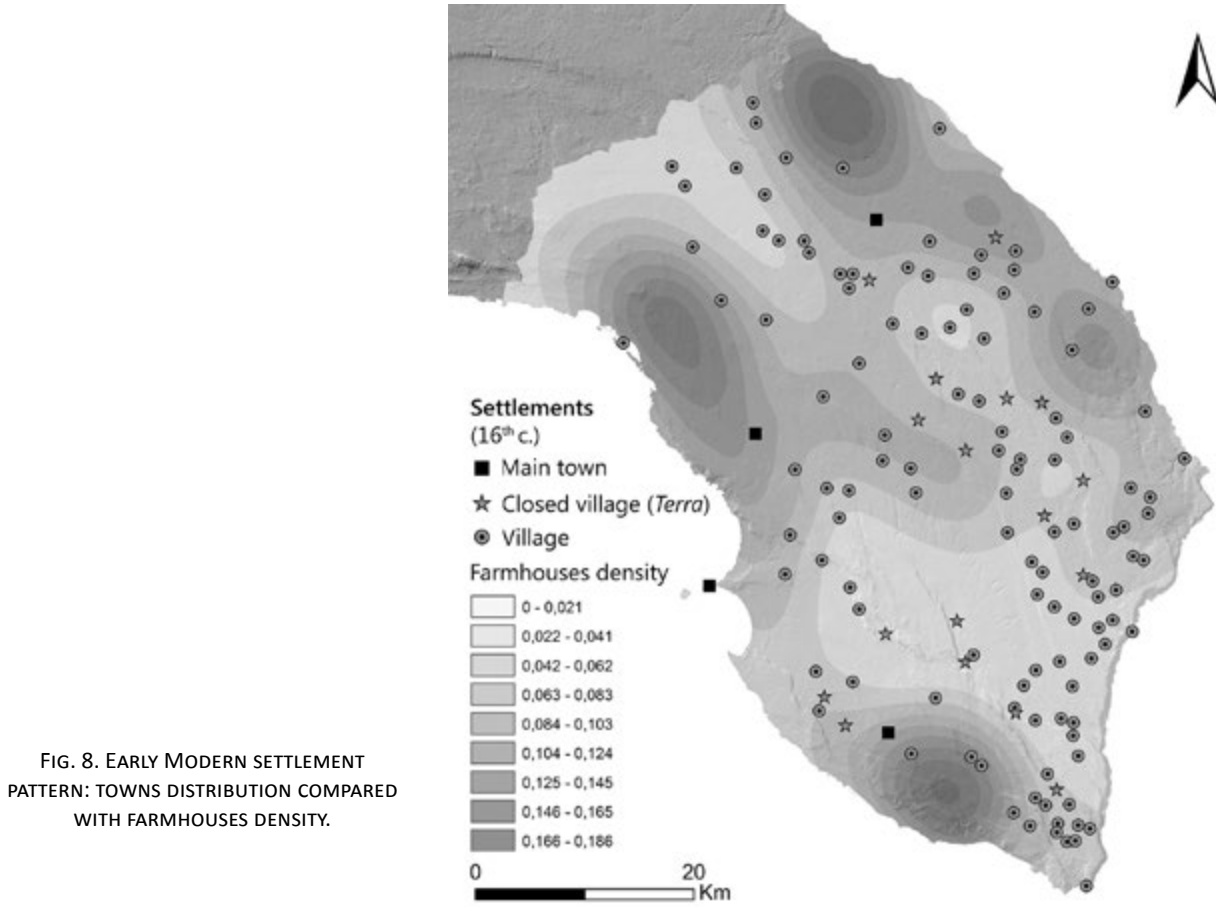 Settlements
(16th c.)
Main town
Closed village (Terra)
Village
Farmhouses density
0 - 0,021
0,022 - 0,041
0,042 - 0,062
0,063 - 0,083
0,084 - 0,103
0,104 - 0,124
0,125 - 0,145
0,146 - 0,165
0,166 - 0,186
0 20
Km
Fig. 8. Early Modern settlement
pattern: towns distribution compared
with farmhouses density.